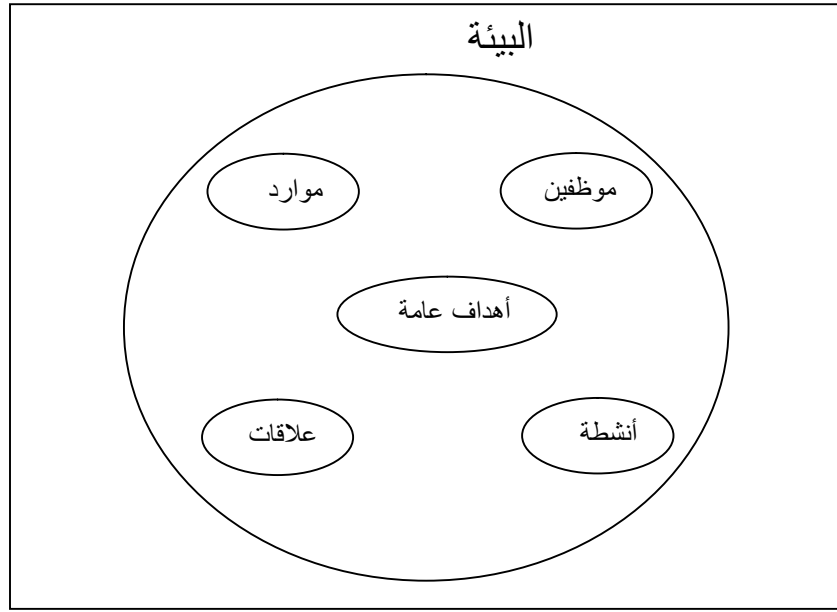 البيئة
موظفين
موارد
أهداف عامة
أنشطة
علاقات